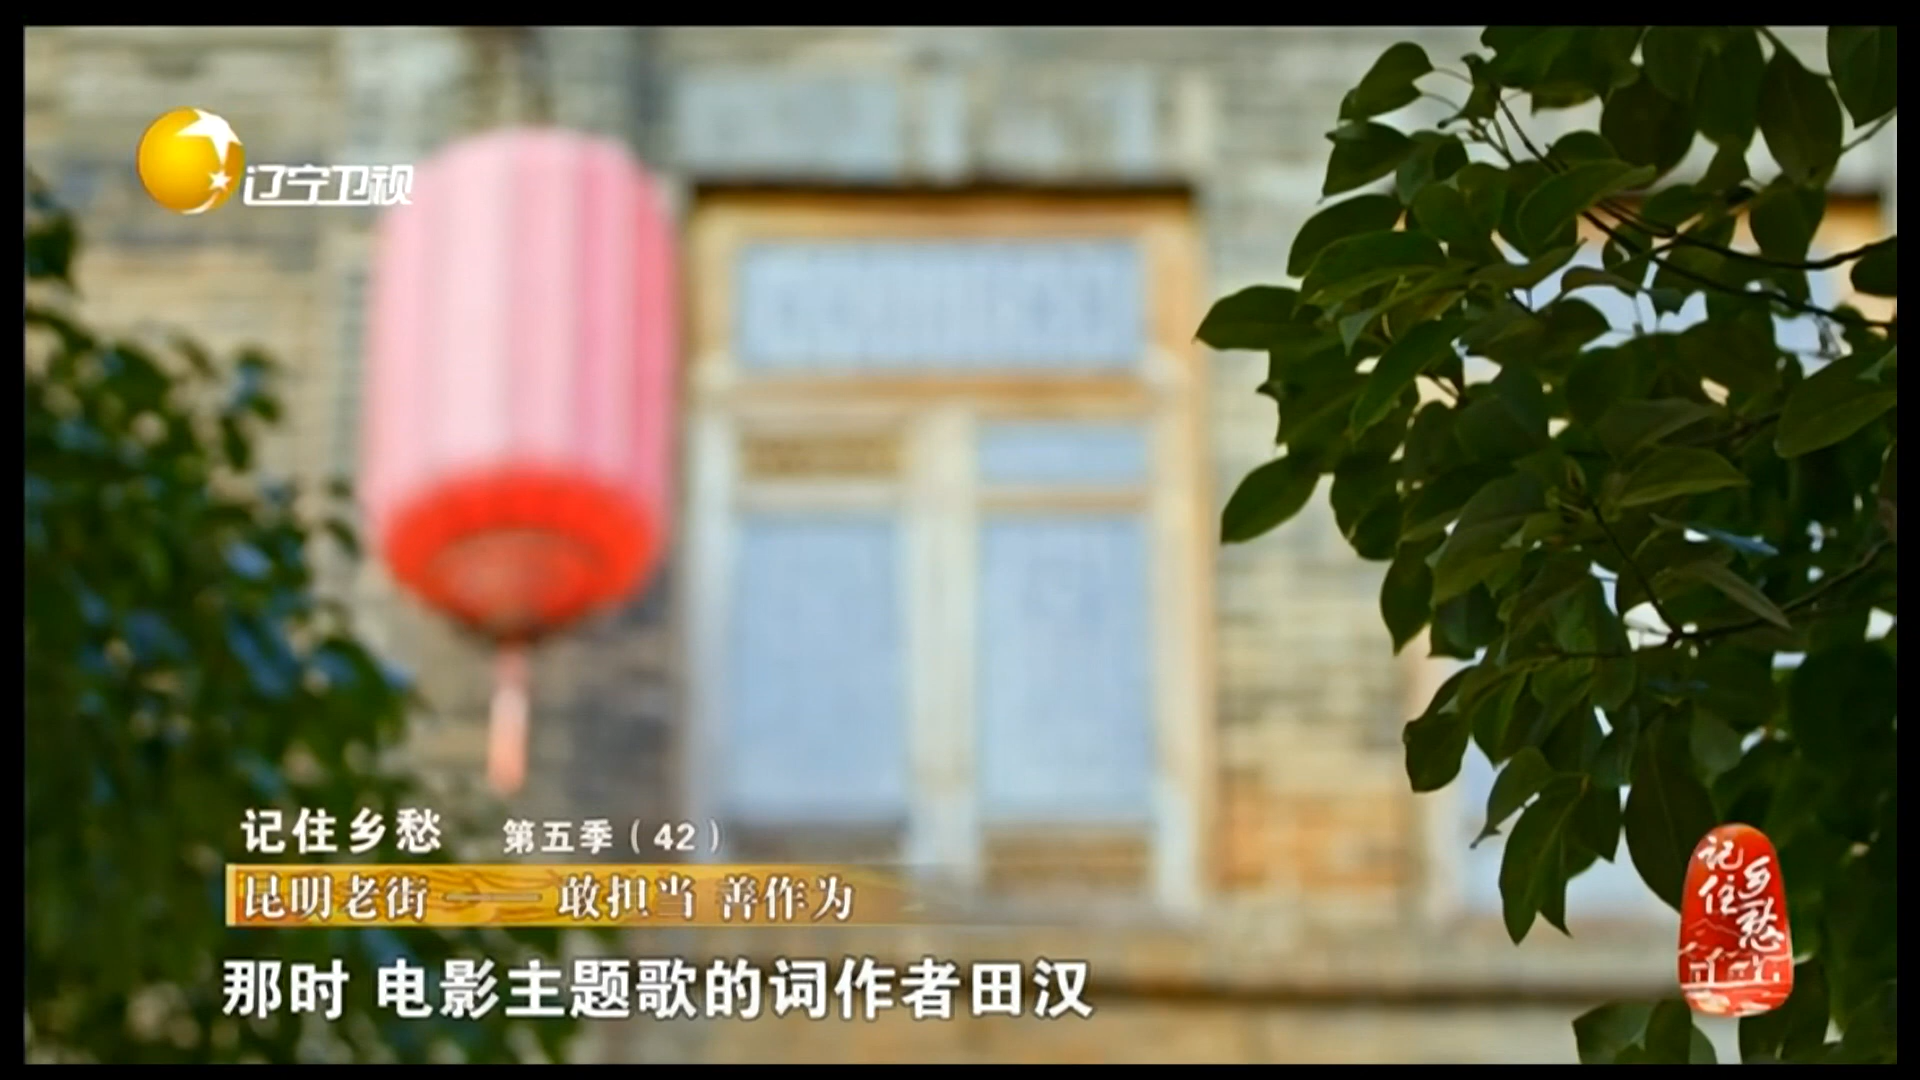 辽宁卫视
记住乡愁 第五季（42）
昆明老街——敢担当 善作为
那时 电影主题歌的词作者田汉
记住乡愁